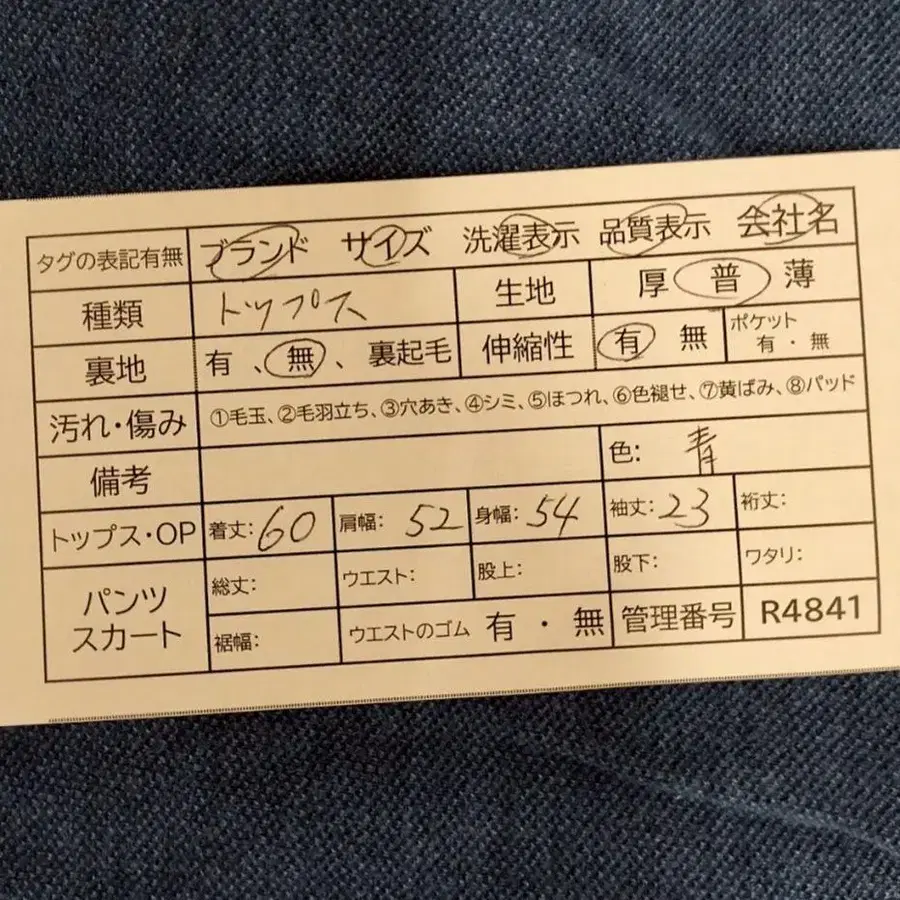 タグの表記有無 ブランド サイズ 洗濯表示 品質表示 会社名
種類 トップス 生地 厚 普 薄
裏地 有 、無 、裏起毛 伸縮性 有 無 ポケット 有・無
汚れ・傷み ①毛玉、②毛羽立ち、③穴あき、④シミ、⑤ほつれ、⑥色褪せ、⑦黄ばみ、⑧パッド
備考 色: 青
トップス・OP 着丈: 60 肩幅: 52 身幅: 54 袖丈: 23 裄丈:
パンツ スカート 総丈: ウエスト: 股上: 股下: ワタリ:
裾幅: ウエストのゴム 有 ・ 無 管理番号 R4841